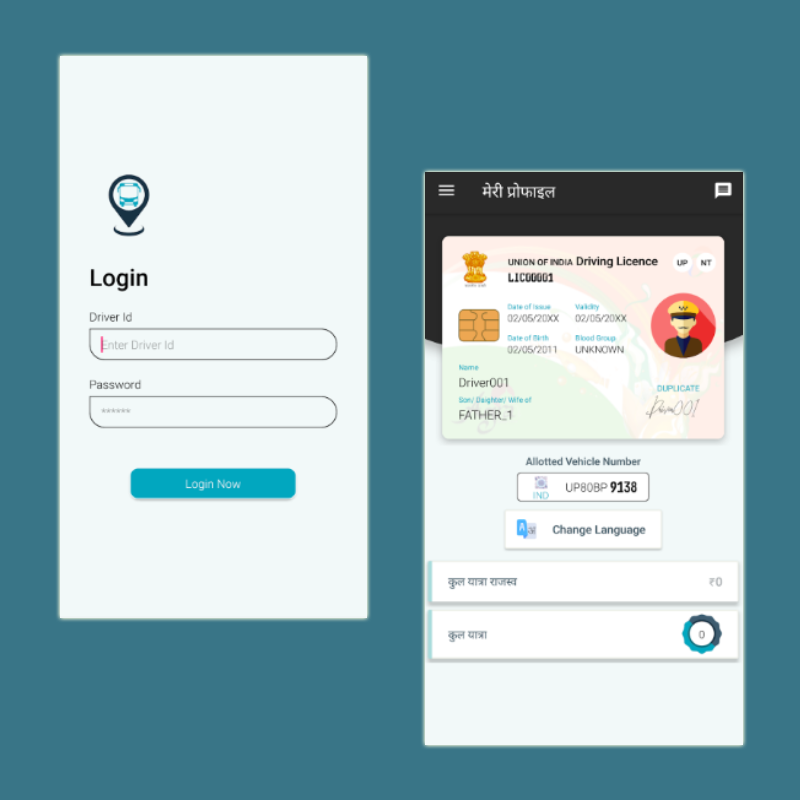 Login
Driver Id
Enter Driver Id
Password
******
Login Now
मेरी प्रोफाइल
UNION OF INDIA Driving Licence
UP NT
LIC00001
Date of Issue Validity
02/05/20XX 02/05/20XX
Date of Birth Blood Group
02/05/2011 UNKNOWN
Name
Driver001
Son/ Daighter/ Wife of
FATHER_1
DUPLICATE
Driver001
Allotted Vehicle Number
IND UP80BP 9138
Change Language
कुल यात्रा राजस्व ₹0
कुल यात्रा 0